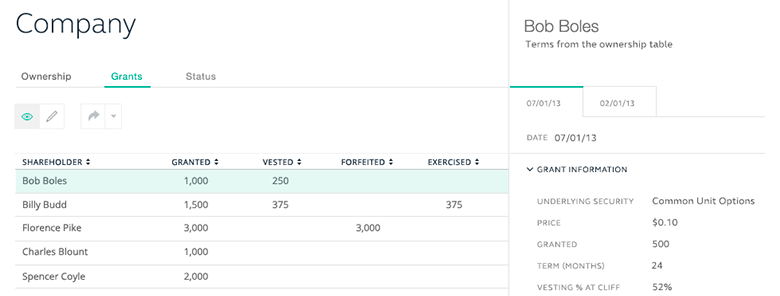 Company
Ownership Grants Status
SHAREHOLDER GRANTED VESTED FORFEITED EXERCISED
Bob Boles 1,000 250
Billy Budd 1,500 375 375
Florence Pike 3,000 3,000
Charles Blount 1,000
Spencer Coyle 2,000
Bob Boles
Terms from the ownership table
07/01/13 02/01/13
DATE 07/01/13
GRANT INFORMATION
UNDERLYING SECURITY Common Unit Options
PRICE $0.10
GRANTED 500
TERM (MONTHS) 24
VESTING % AT CLIFF 52%